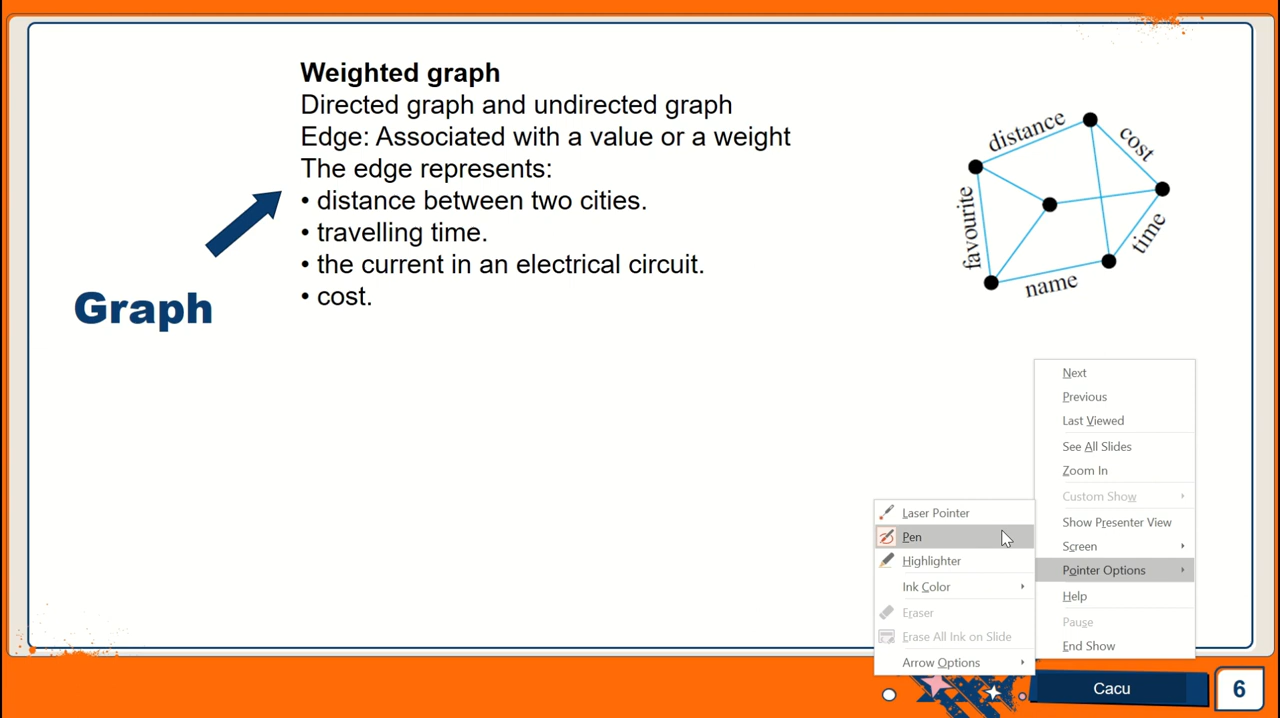 Weighted graph
Directed graph and undirected graph
Edge: Associated with a value or a weight
The edge represents:
• distance between two cities.
• travelling time.
• the current in an electrical circuit.
• cost.
Graph
distance
cost
favourite
time
name
Next
Previous
Last Viewed
See All Slides
Zoom In
Custom Show
Show Presenter View
Screen
Pointer Options
Help
Pause
End Show
Laser Pointer
Pen
Highlighter
Ink Color
Eraser
Erase All Ink on Slide
Arrow Options
Cacu
6